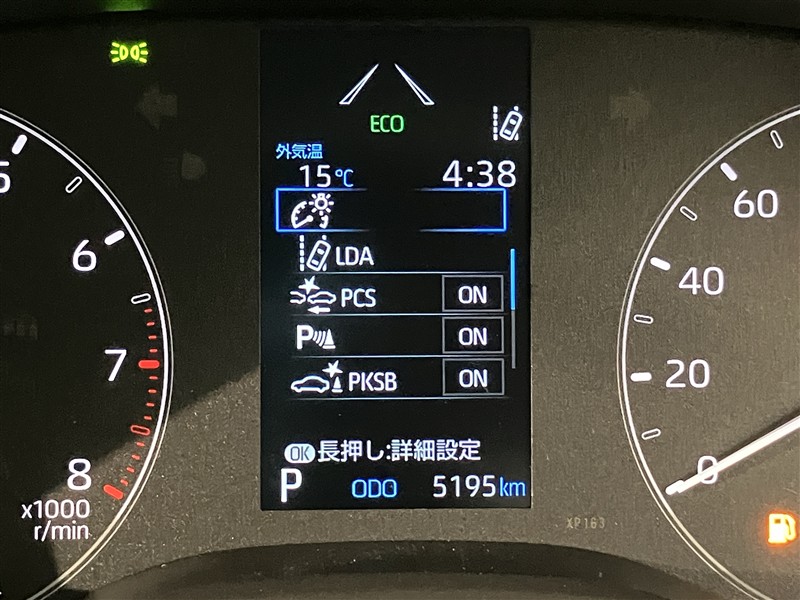 ECO
外気温
15℃ 4:38
LDA
PCS ON
P ON
PKSB ON
OK 長押し:詳細設定
P ODO 5195km
5
6
7
8
x1000
r/min
60
40
20
0
XP163